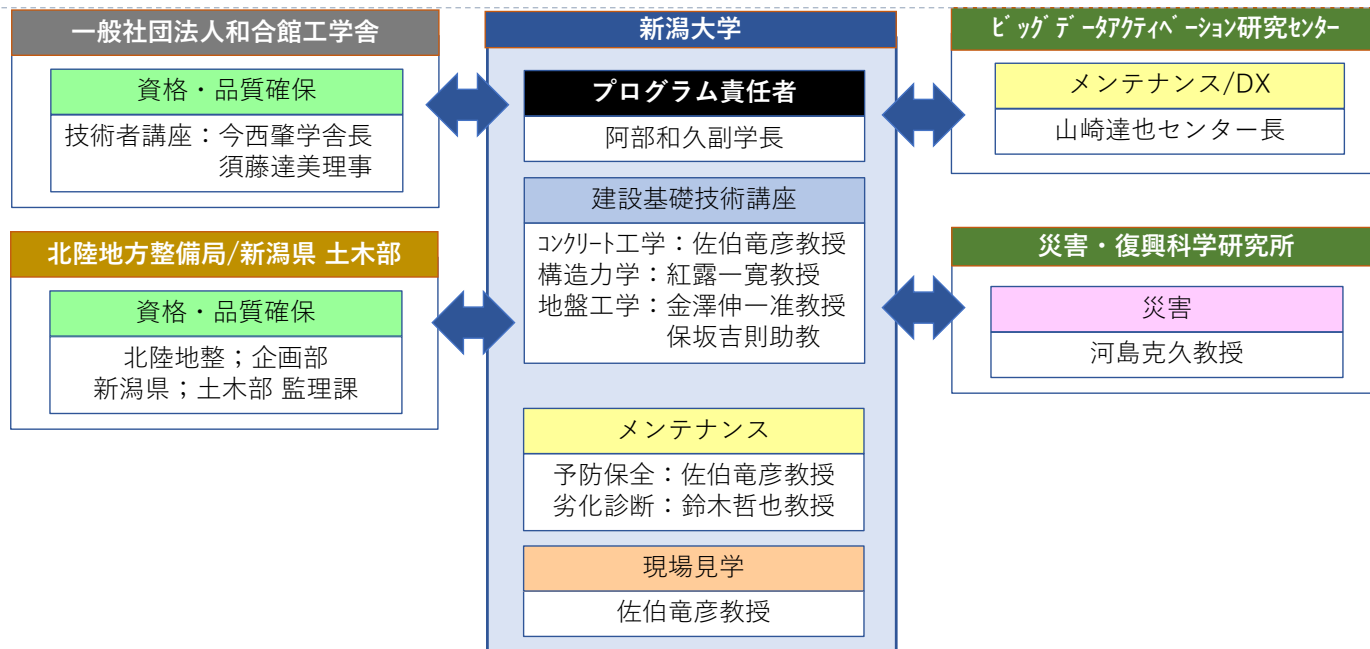 一般社団法人和合館工学舎
資格・品質確保
技術者講座：今西肇学舎長
須藤達美理事
北陸地方整備局/新潟県 土木部
資格・品質確保
北陸地整；企画部
新潟県；土木部 監理課
新潟大学
プログラム責任者
阿部和久副学長
建設基礎技術講座
ｺﾝｸﾘｰﾄ工学：佐伯竜彦教授
構造力学：紅露一寛教授
地盤工学：金澤伸一准教授
保坂吉則助教
メンテナンス
予防保全：佐伯竜彦教授
劣化診断：鈴木哲也教授
現場見学
佐伯竜彦教授
ﾋﾞｯｸﾞﾃﾞｰﾀアｸﾃｨﾍﾞｰｼｮﾝ研究ｾﾝﾀｰ
メンテナンス/DX
山崎達也センター長
災害・復興科学研究所
災害
河島克久教授